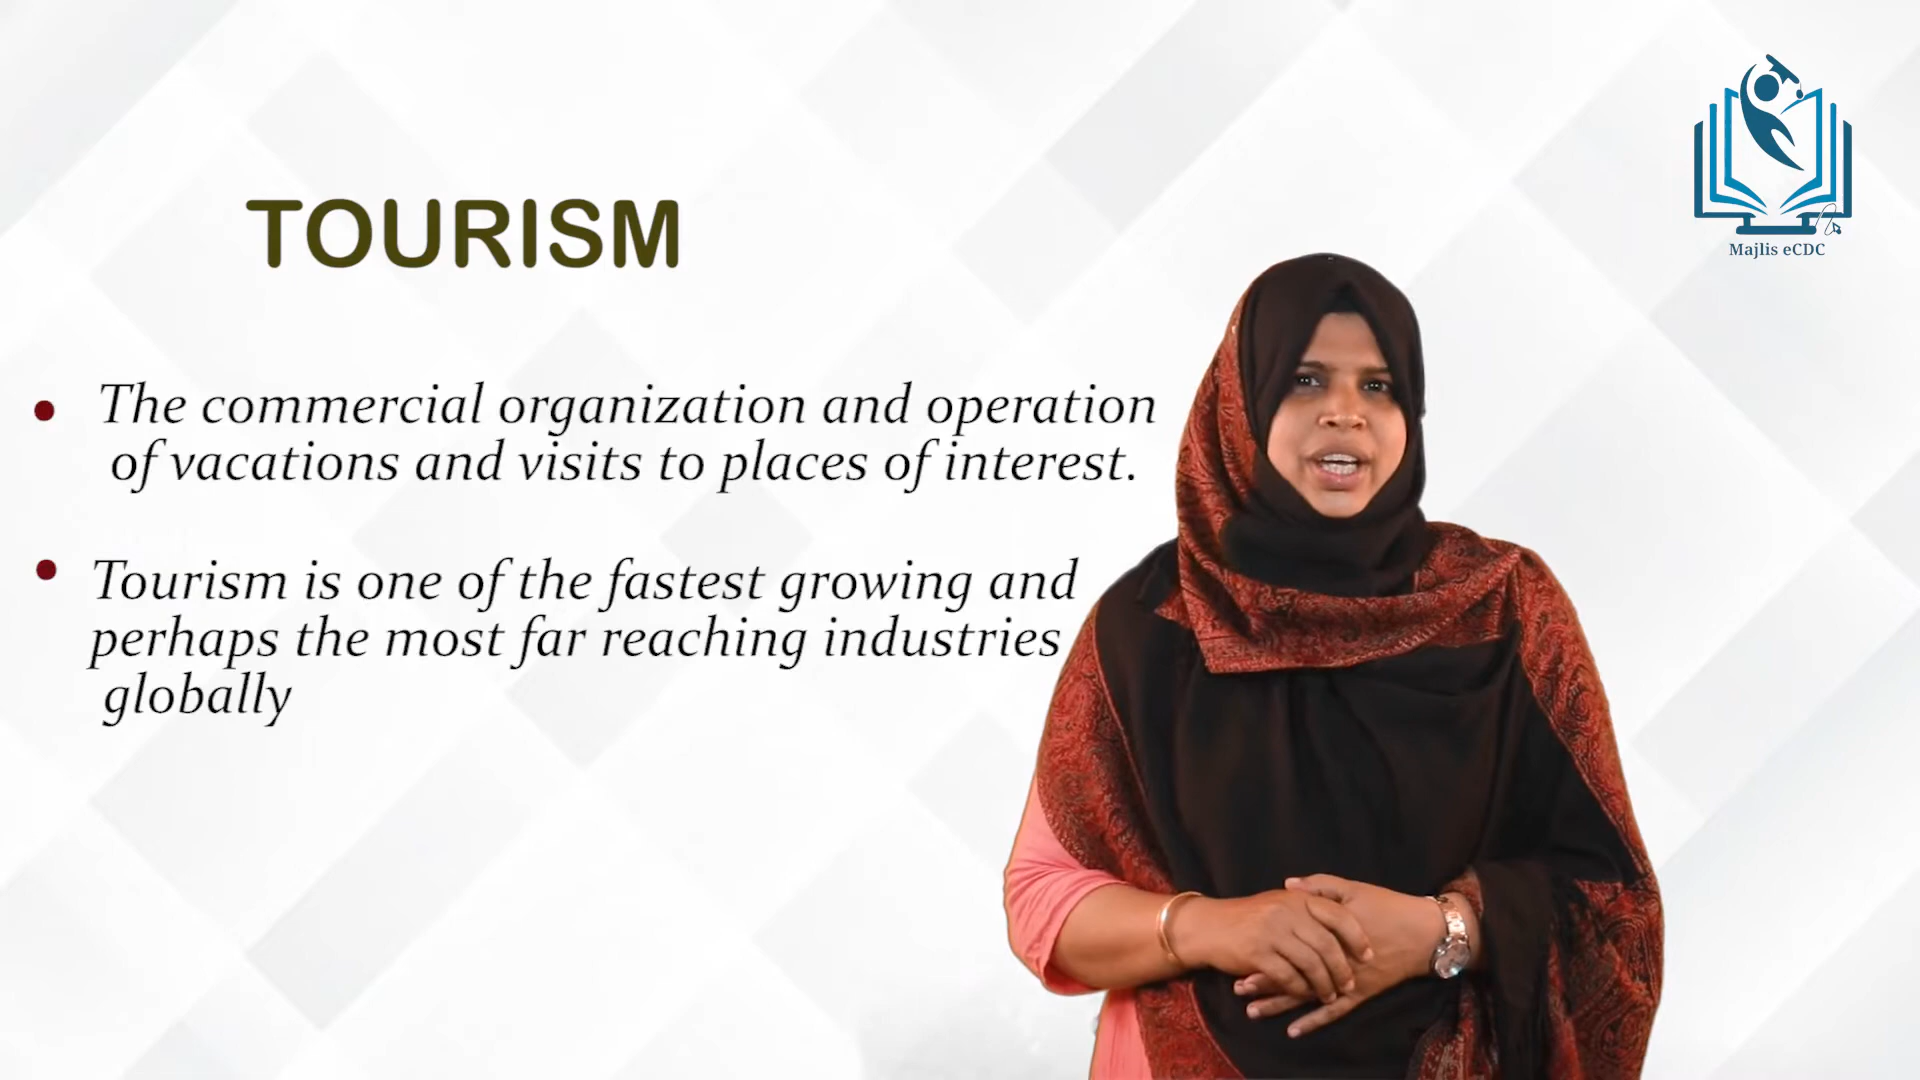 TOURISM
The commercial organization and operation
of vacations and visits to places of interest.
Tourism is one of the fastest growing and
perhaps the most far reaching industries
globally
Majlis eCDC